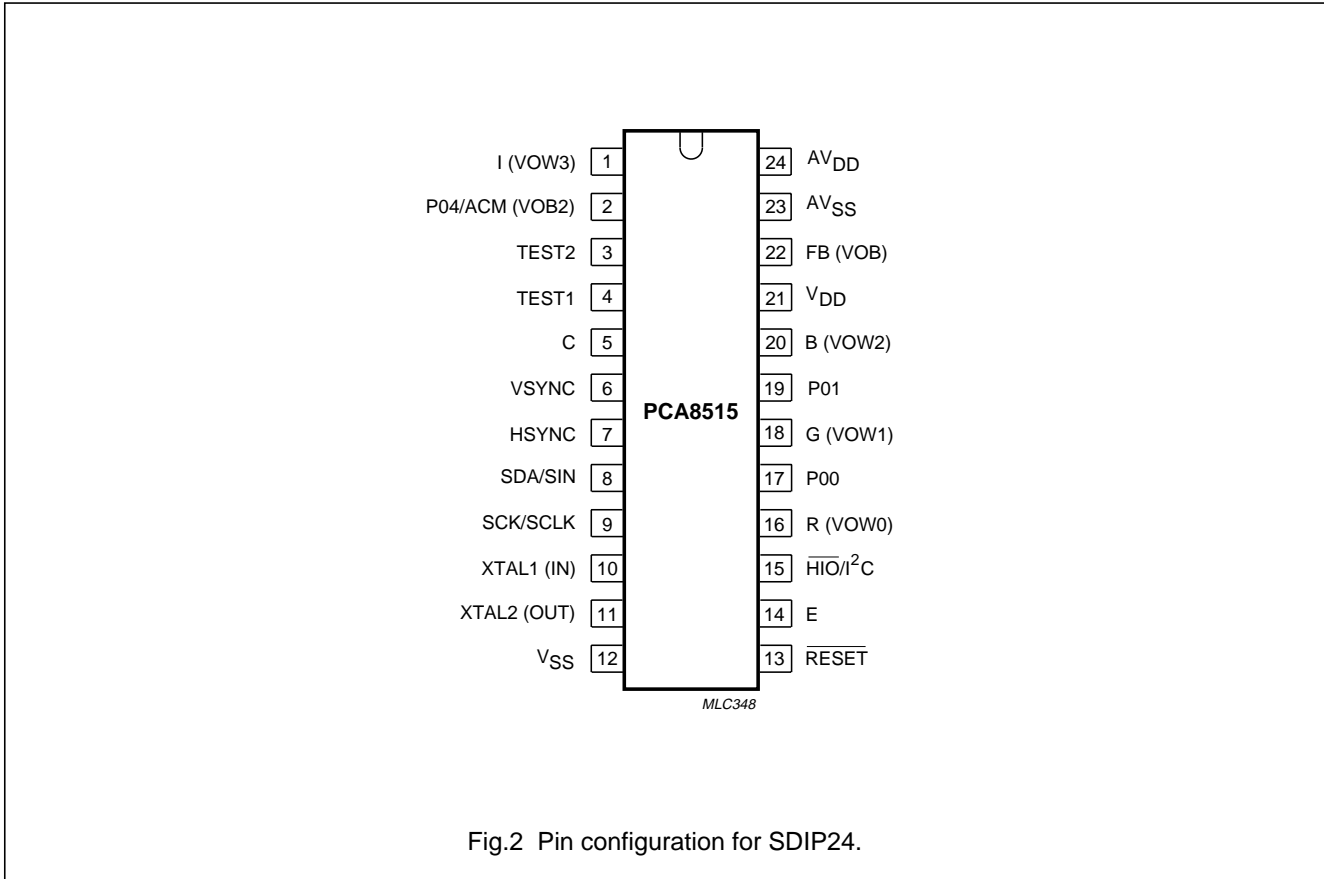 I (VOW3) 1
P04/ACM (VOB2) 2
TEST2 3
TEST1 4
C 5
VSYNC 6
HSYNC 7
SDA/SIN 8
SCK/SCLK 9
XTAL1 (IN) 10
XTAL2 (OUT) 11
VSS 12
PCA8515
24 AVDD
23 AVSS
22 FB (VOB)
21 VDD
20 B (VOW2)
19 P01
18 G (VOW1)
17 P00
16 R (VOW0)
15 H̅I̅O̅/I²C
14 E
13 R̅E̅S̅E̅T̅
MLC348
Fig.2 Pin configuration for SDIP24.